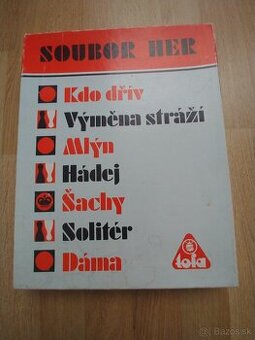 SOUBOR HER
Kdo dřív
Výměna stráží
Mlýn
Hádej
Šachy
Solitér
Dáma
tofa
bazos.sk